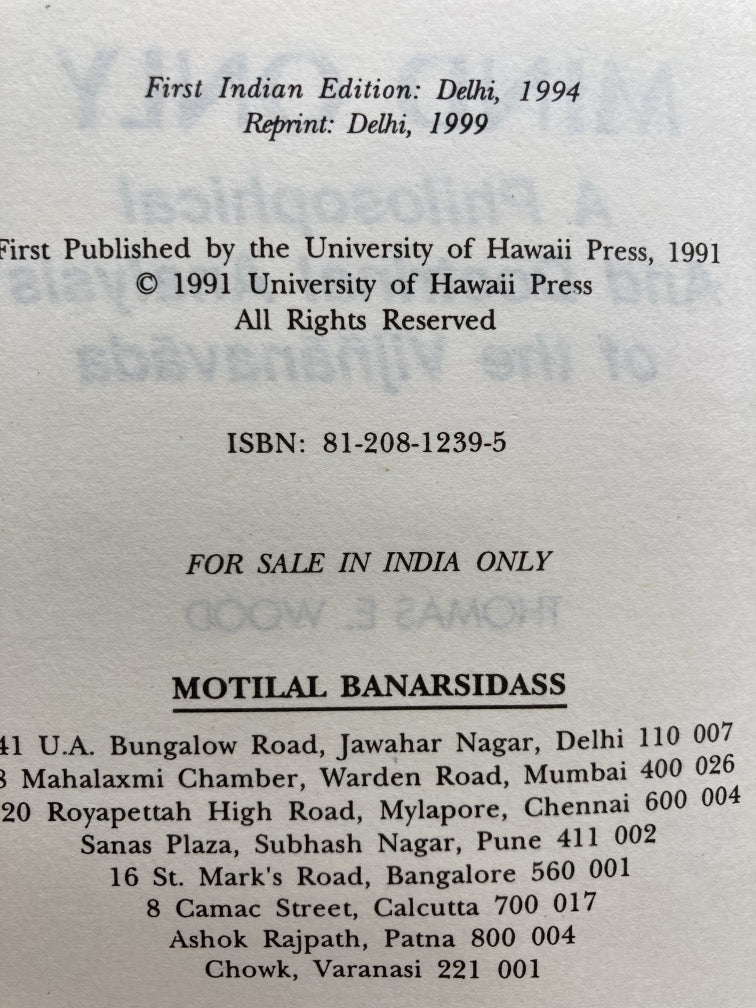 First Indian Edition: Delhi, 1994
Reprint: Delhi, 1999
First Published by the University of Hawaii Press, 1991
© 1991 University of Hawaii Press
All Rights Reserved
ISBN: 81-208-1239-5
FOR SALE IN INDIA ONLY
MOTILAL BANARSIDASS
41 U.A. Bungalow Road, Jawahar Nagar, Delhi 110 007
8 Mahalaxmi Chamber, Warden Road, Mumbai 400 026
20 Royapettah High Road, Mylapore, Chennai 600 004
Sanas Plaza, Subhash Nagar, Pune 411 002
16 St. Mark's Road, Bangalore 560 001
8 Camac Street, Calcutta 700 017
Ashok Rajpath, Patna 800 004
Chowk, Varanasi 221 001